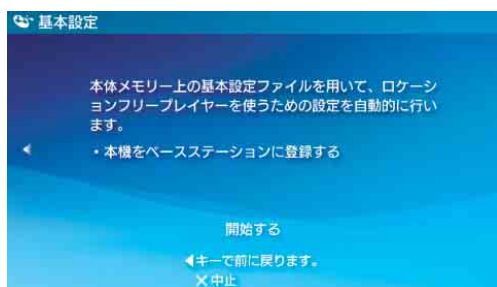 基本設定
本体メモリー上の基本設定ファイルを用いて、ロケーシ
ョンフリープレイヤーを使うための設定を自動的に行い
ます。
・本機をベースステーションに登録する
開始する
◀キーで前に戻ります。
✕中止